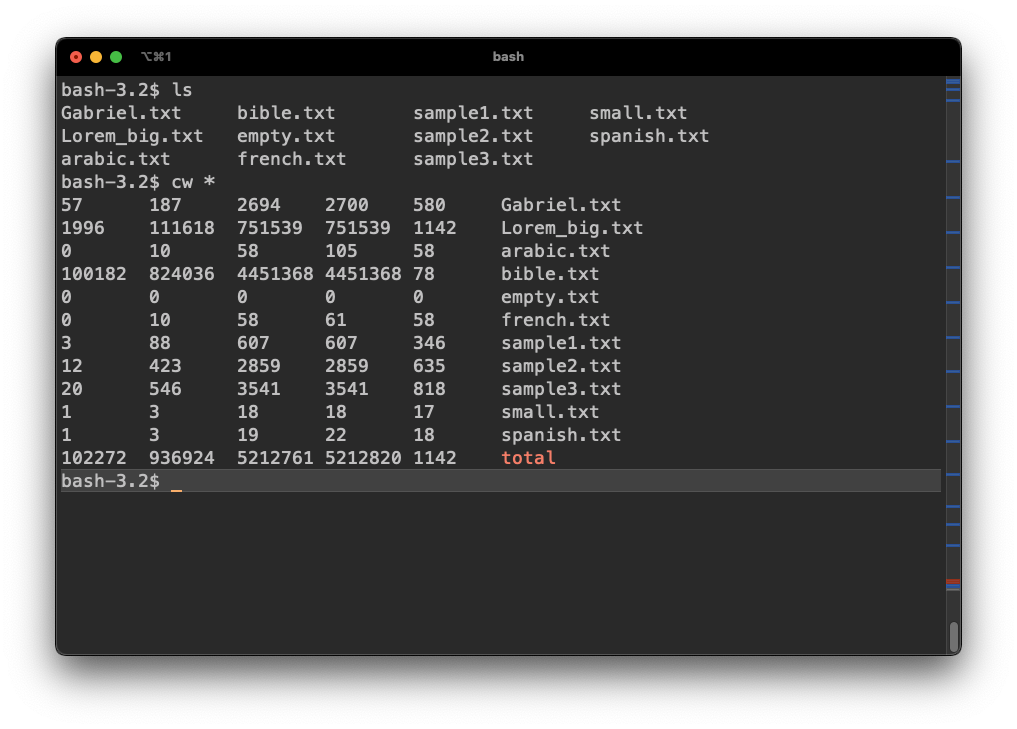 ⌥⌘1 bash
bash-3.2$ ls
Gabriel.txt bible.txt sample1.txt small.txt
Lorem_big.txt empty.txt sample2.txt spanish.txt
arabic.txt french.txt sample3.txt
bash-3.2$ cw *
57 187 2694 2700 580 Gabriel.txt
1996 111618 751539 751539 1142 Lorem_big.txt
0 10 58 105 58 arabic.txt
100182 824036 4451368 4451368 78 bible.txt
0 0 0 0 0 empty.txt
0 10 58 61 58 french.txt
3 88 607 607 346 sample1.txt
12 423 2859 2859 635 sample2.txt
20 546 3541 3541 818 sample3.txt
1 3 18 18 17 small.txt
1 3 19 22 18 spanish.txt
102272 936924 5212761 5212820 1142 total
bash-3.2$ _